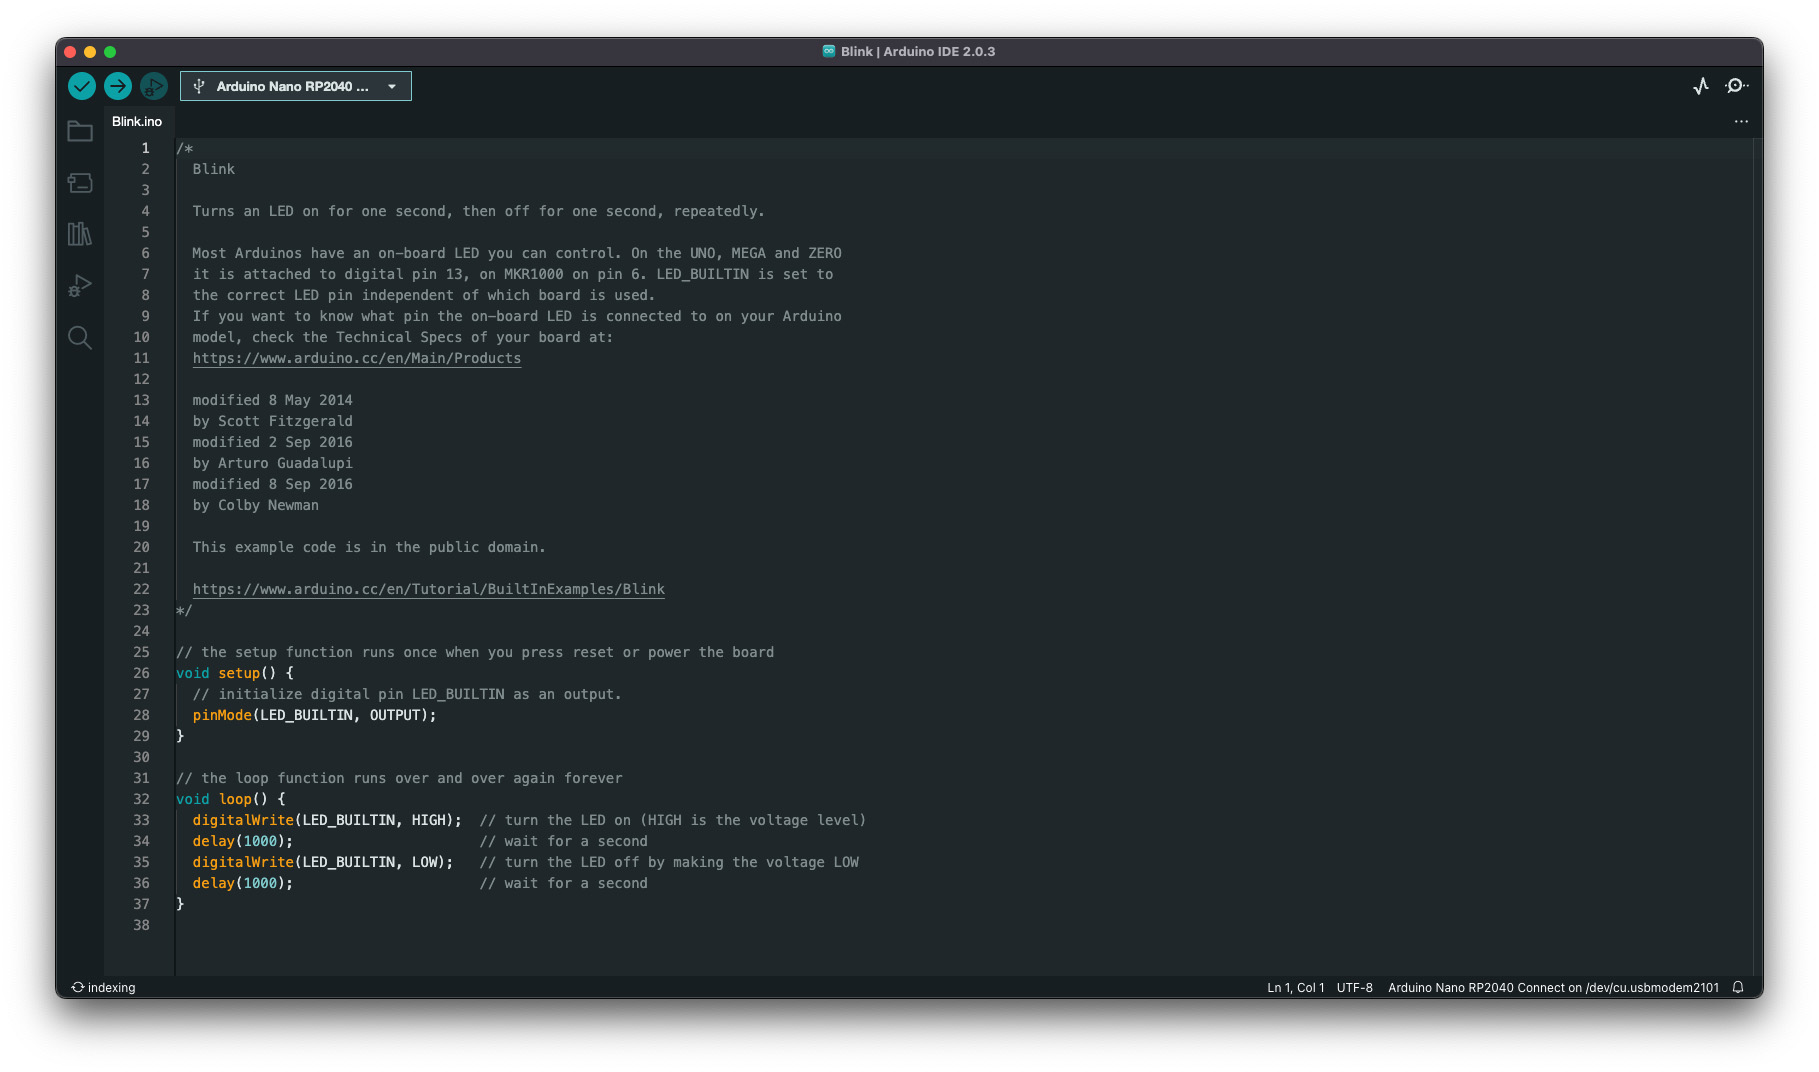 Blink | Arduino IDE 2.0.3
Arduino Nano RP2040 ...
Blink.ino
...
1 /*
2   Blink
3
4   Turns an LED on for one second, then off for one second, repeatedly.
5
6   Most Arduinos have an on-board LED you can control. On the UNO, MEGA and ZERO
7   it is attached to digital pin 13, on MKR1000 on pin 6. LED_BUILTIN is set to
8   the correct LED pin independent of which board is used.
9   If you want to know what pin the on-board LED is connected to on your Arduino
10   model, check the Technical Specs of your board at:
11   https://www.arduino.cc/en/Main/Products
12
13   modified 8 May 2014
14   by Scott Fitzgerald
15   modified 2 Sep 2016
16   by Arturo Guadalupi
17   modified 8 Sep 2016
18   by Colby Newman
19
20   This example code is in the public domain.
21
22   https://www.arduino.cc/en/Tutorial/BuiltInExamples/Blink
23 */
24
25 // the setup function runs once when you press reset or power the board
26 void setup() {
27   // initialize digital pin LED_BUILTIN as an output.
28   pinMode(LED_BUILTIN, OUTPUT);
29 }
30
31 // the loop function runs over and over again forever
32 void loop() {
33   digitalWrite(LED_BUILTIN, HIGH);  // turn the LED on (HIGH is the voltage level)
34   delay(1000);                      // wait for a second
35   digitalWrite(LED_BUILTIN, LOW);   // turn the LED off by making the voltage LOW
36   delay(1000);                      // wait for a second
37 }
38
indexing
Ln 1, Col 1 UTF-8 Arduino Nano RP2040 Connect on /dev/cu.usbmodem2101